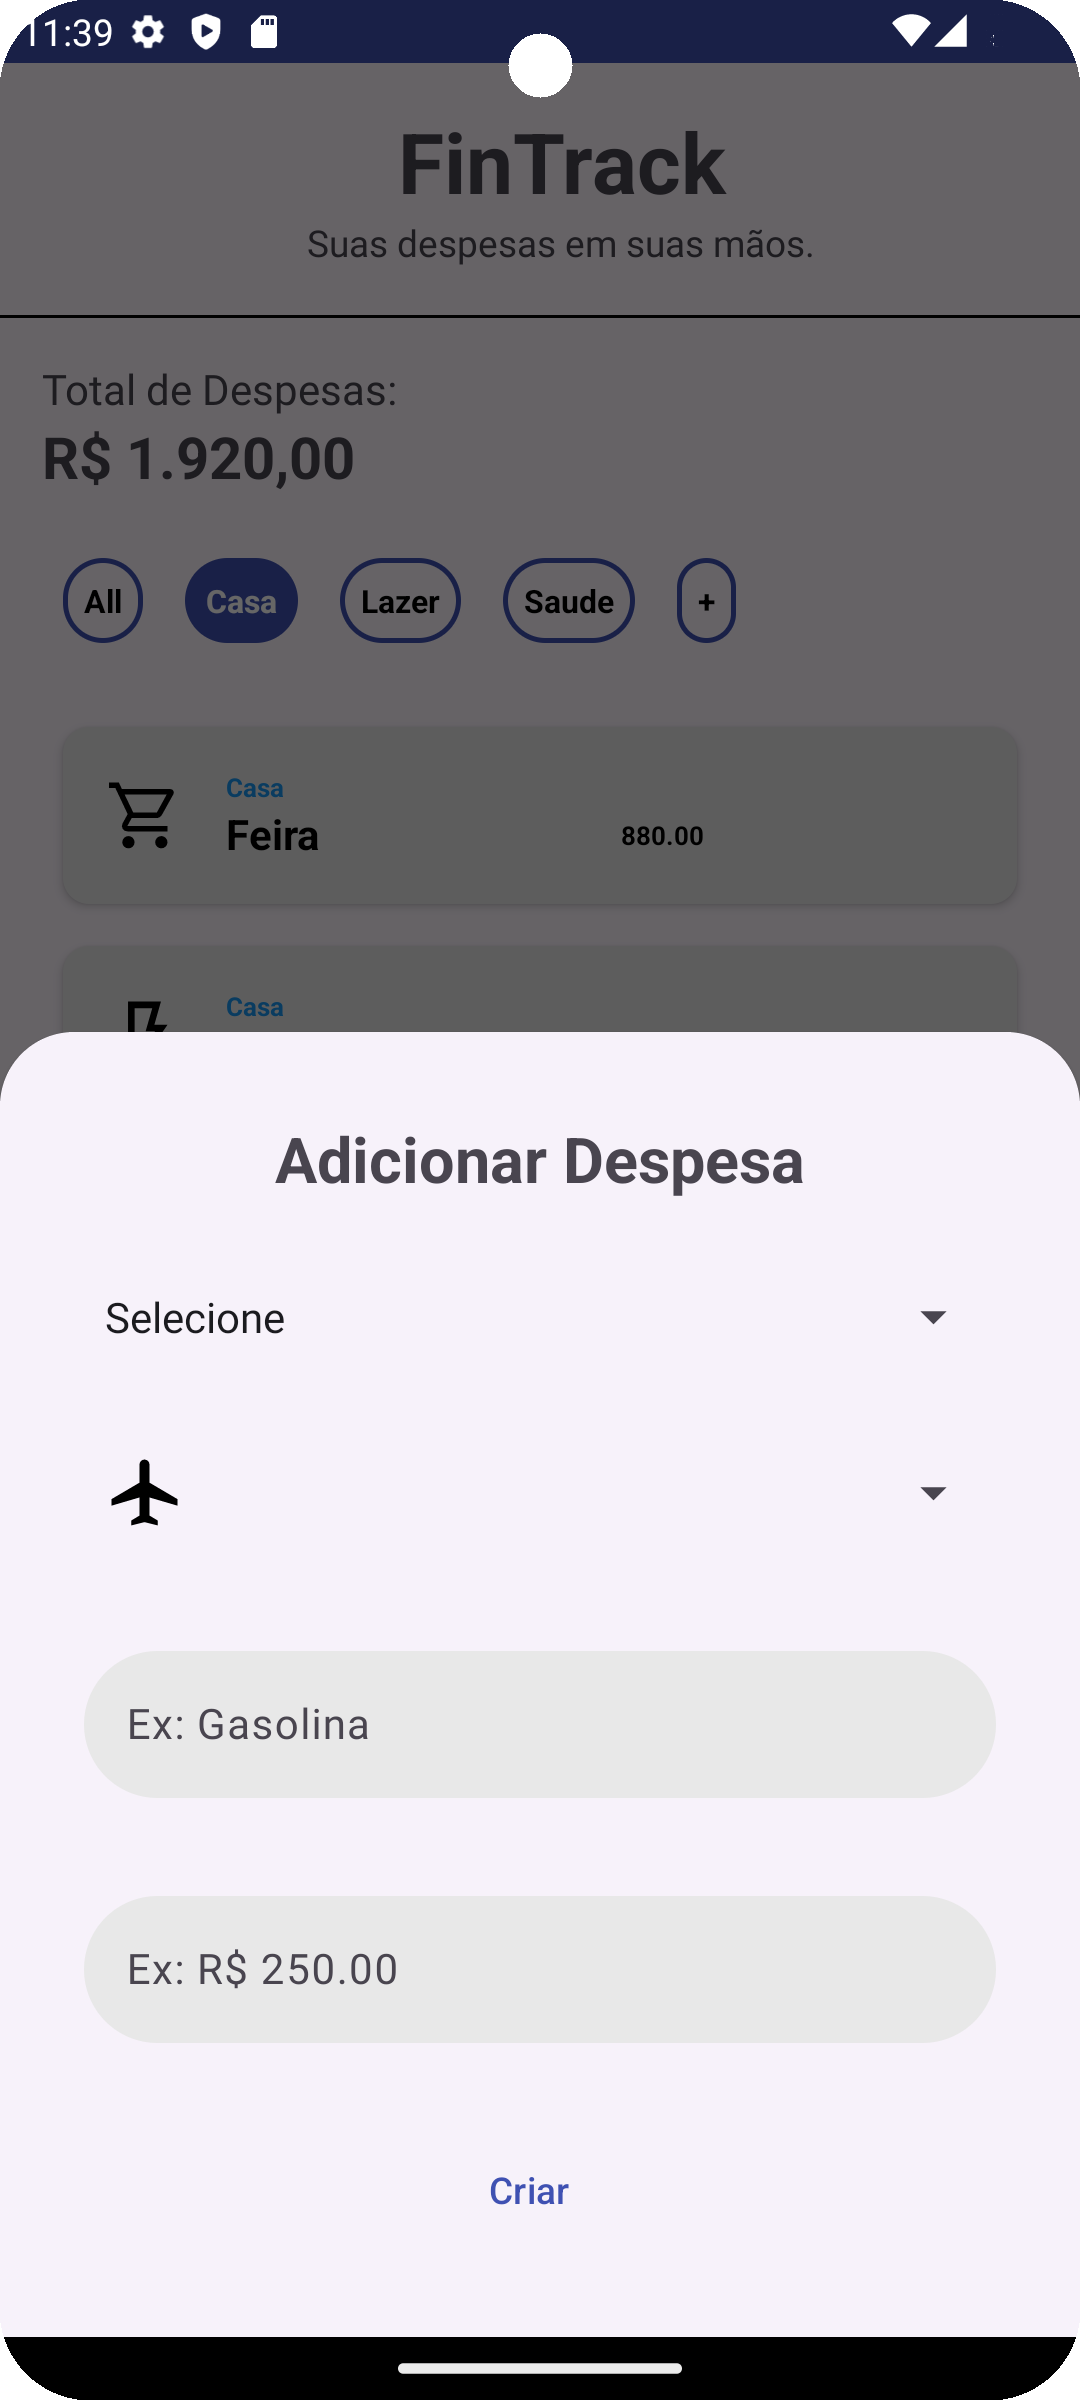 11:39
FinTrack
Suas despesas em suas mãos.
Total de Despesas:
R$ 1.920,00
All Casa Lazer Saude +
Casa
Feira 880.00
Casa
Adicionar Despesa
Selecione
Ex: Gasolina
Ex: R$ 250.00
Criar